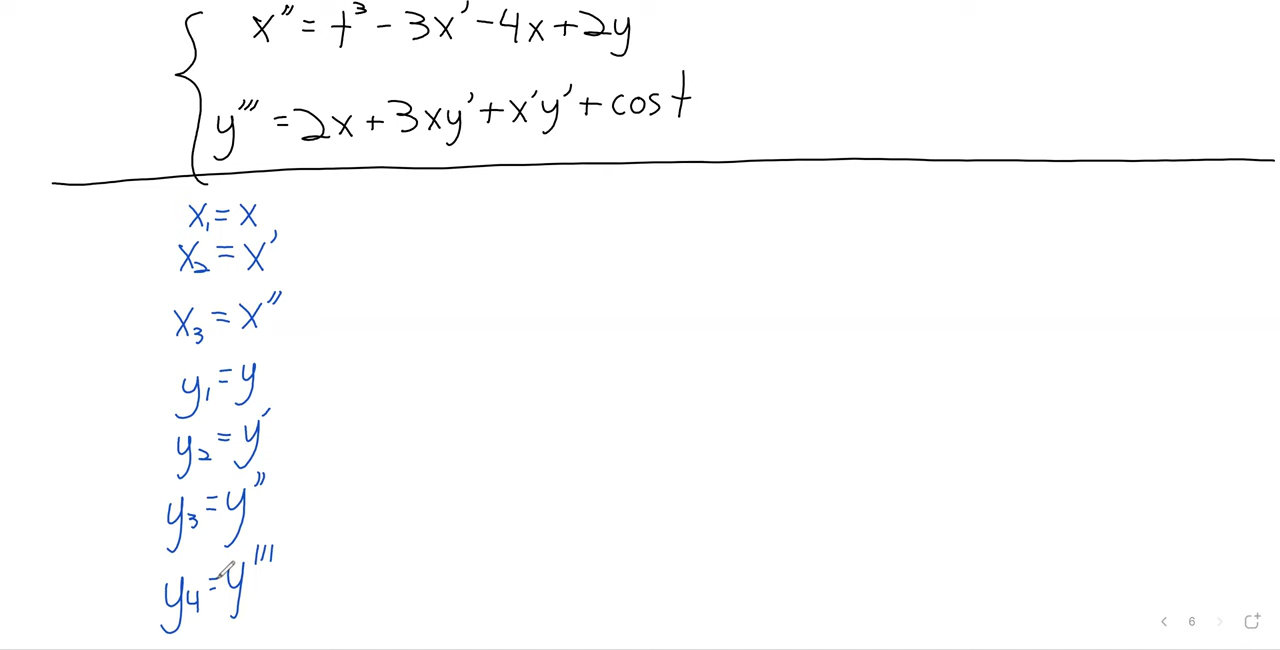 x'' = t³ - 3x' - 4x + 2y
y''' = 2x + 3xy' + x'y' + cos t
x₁ = x
x₂ = x'
x₃ = x''
y₁ = y
y₂ = y'
y₃ = y''
y₄ = y'''
< 6 >